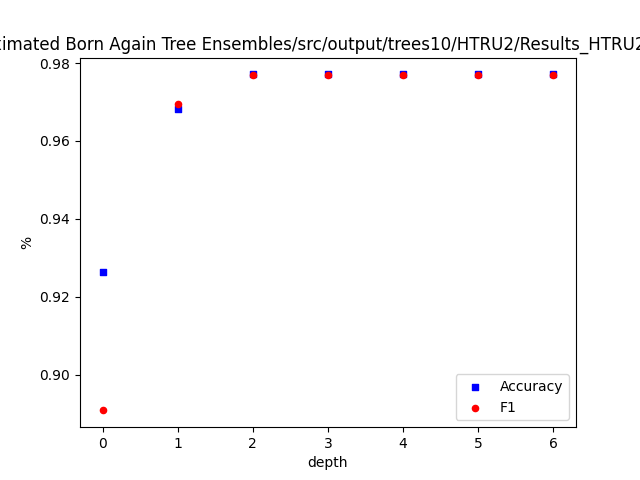 ximated Born Again Tree Ensembles/src/output/trees10/HTRU2/Results_HTRU2
0.98
0.96
0.94
0.92
0.90
%
Accuracy
F1
0 1 2 3 4 5 6
depth